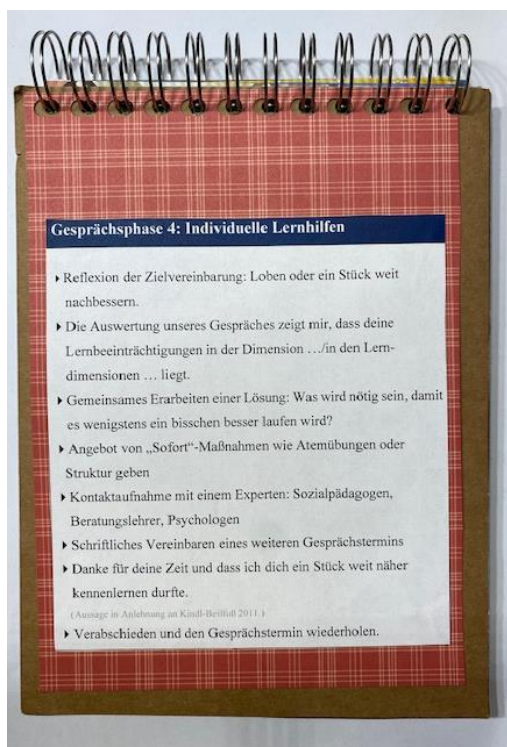 Gesprächsphase 4: Individuelle Lernhilfen
‣ Reflexion der Zielvereinbarung: Loben oder ein Stück weit
nachbessern.
‣ Die Auswertung unseres Gespräches zeigt mir, dass deine
Lernbeeinträchtigungen in der Dimension …/in den Lern-
dimensionen … liegt.
‣ Gemeinsames Erarbeiten einer Lösung: Was wird nötig sein, damit
es wenigstens ein bisschen besser laufen wird?
‣ Angebot von „Sofort“-Maßnahmen wie Atemübungen oder
Struktur geben
‣ Kontaktaufnahme mit einem Experten: Sozialpädagogen,
Beratungslehrer, Psychologen
‣ Schriftliches Vereinbaren eines weiteren Gesprächstermins
‣ Danke für deine Zeit und dass ich dich ein Stück weit näher
kennenlernen durfte.
(Aussage in Anlehnung an 2011.)
‣ Verabschieden und den Gesprächstermin wiederholen.